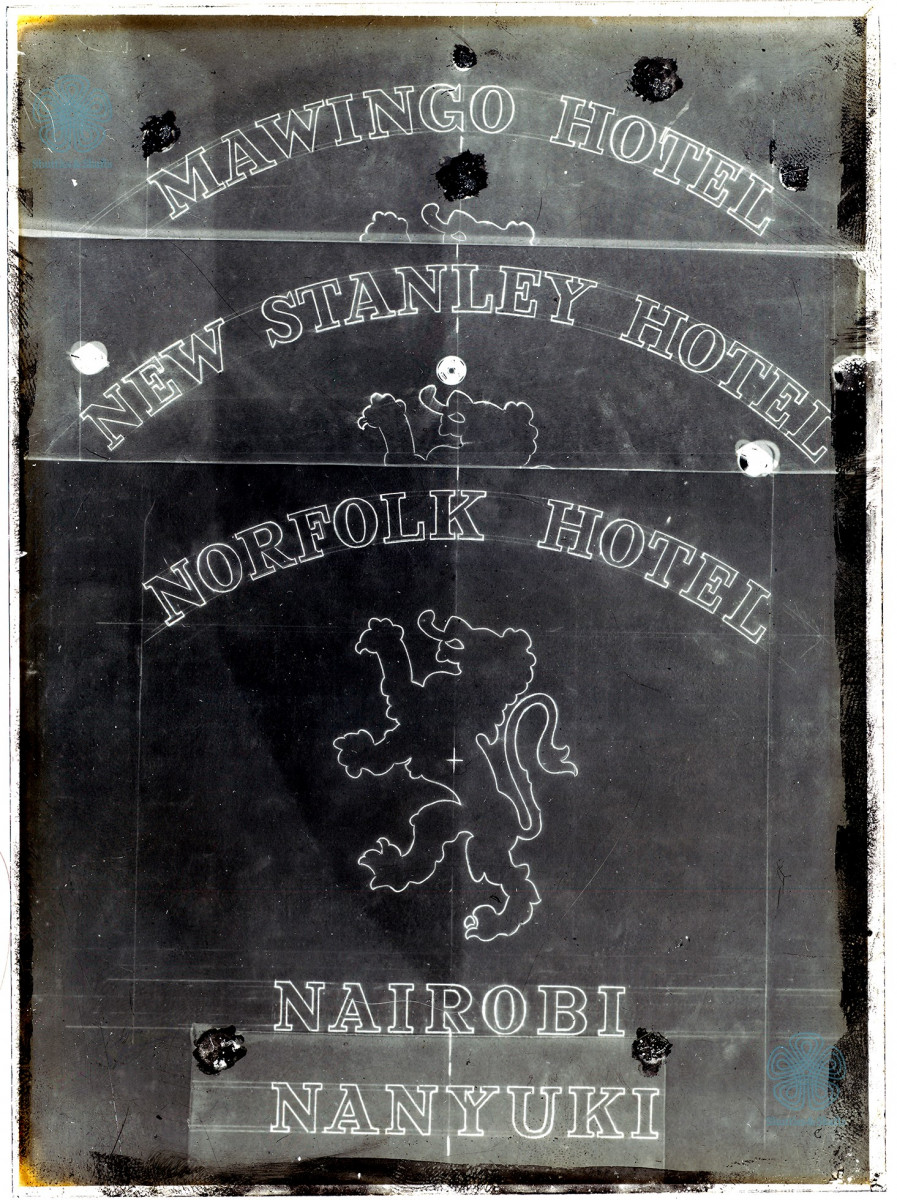 MAWINGO HOTEL
NEW STANLEY HOTEL
NORFOLK HOTEL
NAIROBI
NANYUKI